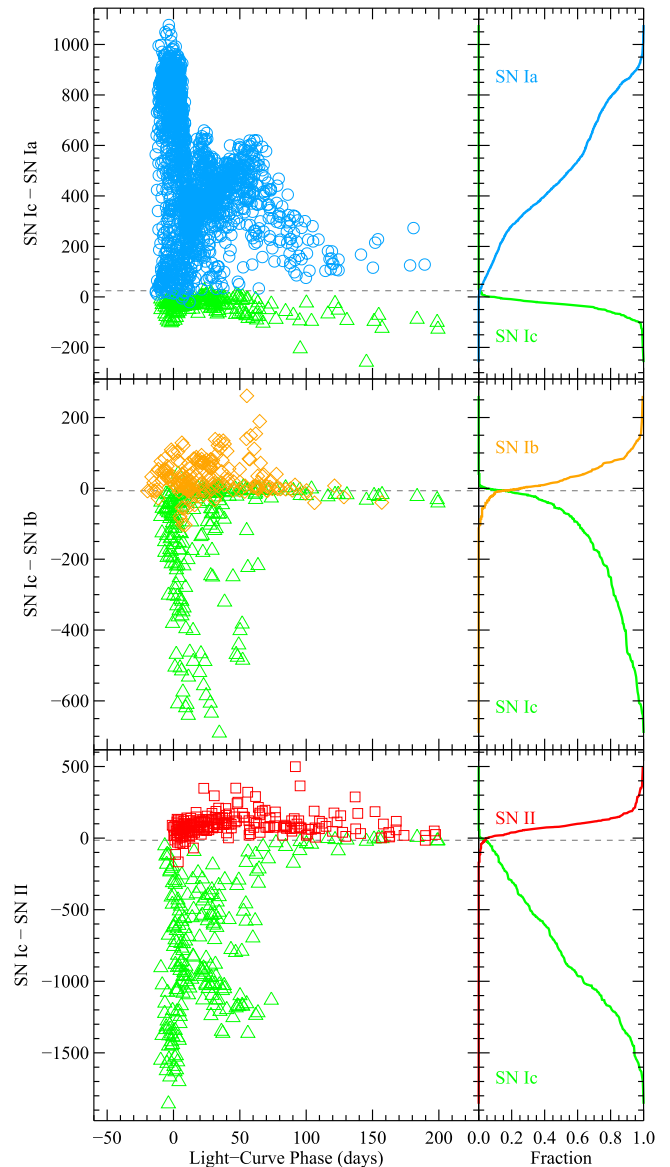 SN Ic − SN Ia
1000
800
600
400
200
0
−200
SN Ia
SN Ic
SN Ic − SN Ib
200
0
−200
−400
−600
SN Ib
SN Ic
SN Ic − SN II
500
0
−500
−1000
−1500
SN II
SN Ic
−50 0 50 100 150 200
0.0 0.2 0.4 0.6 0.8 1.0
Light−Curve Phase (days)
Fraction